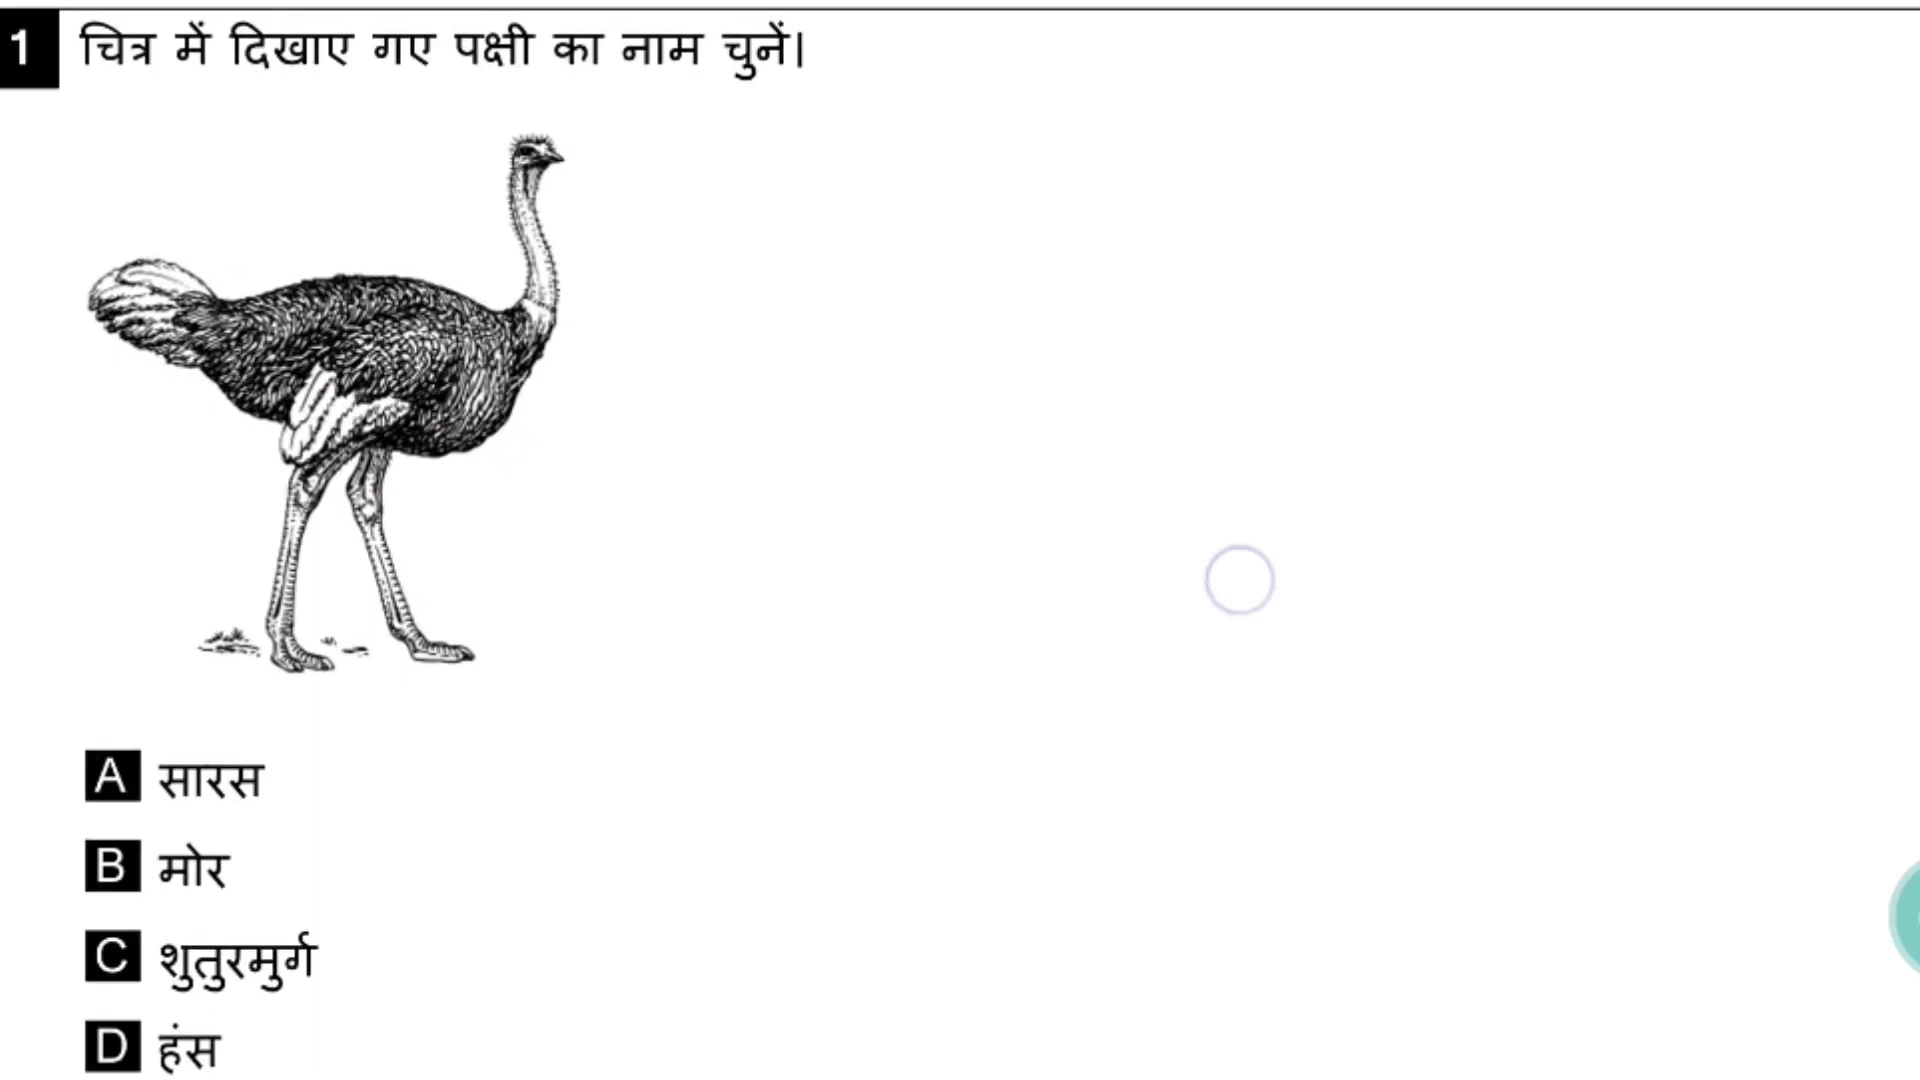 1 चित्र में दिखाए गए पक्षी का नाम चुनें।
A सारस
B मोर
C शुतुरमुर्ग
D हंस